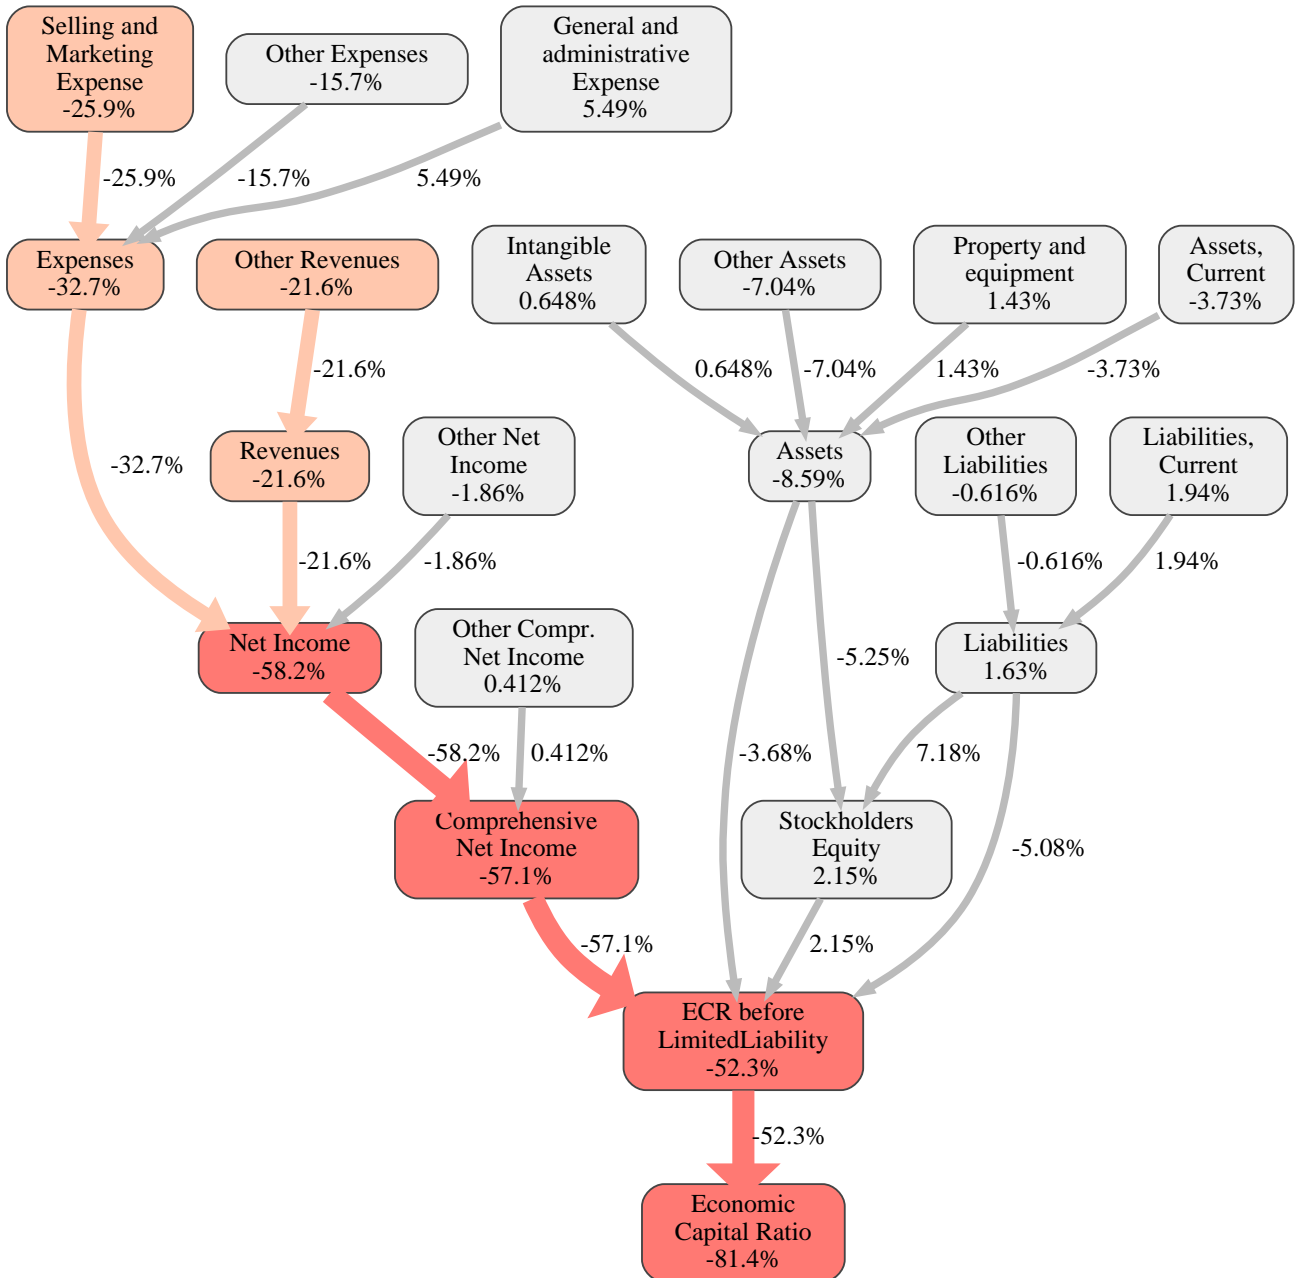 Selling and
Marketing
Expense
-25.9%
Other Expenses
-15.7%
General and
administrative
Expense
5.49%
-25.9%
-15.7%
5.49%
Expenses
-32.7%
Other Revenues
-21.6%
Intangible
Assets
0.648%
Other Assets
-7.04%
Property and
equipment
1.43%
Assets,
Current
-3.73%
-21.6%
0.648%
-7.04%
1.43%
-3.73%
-32.7%
Revenues
-21.6%
Other Net
Income
-1.86%
Assets
-8.59%
Other
Liabilities
-0.616%
Liabilities,
Current
1.94%
-21.6%
-1.86%
-0.616%
1.94%
Net Income
-58.2%
Other Compr.
Net Income
0.412%
-5.25%
Liabilities
1.63%
-58.2%
0.412%
-3.68%
7.18%
Comprehensive
Net Income
-57.1%
Stockholders
Equity
2.15%
-5.08%
-57.1%
2.15%
ECR before
LimitedLiability
-52.3%
-52.3%
Economic
Capital Ratio
-81.4%